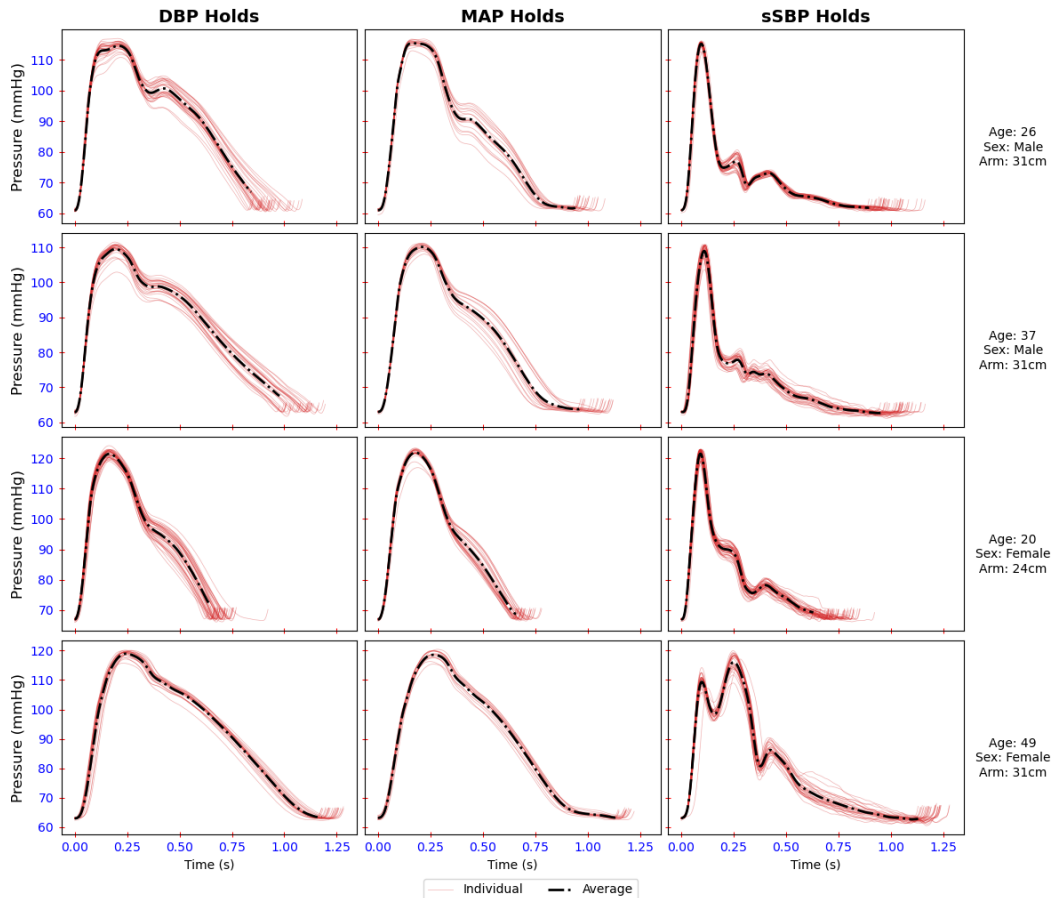 DBP Holds MAP Holds sSBP Holds
Pressure (mmHg)
110
100
90
80
70
60
Age: 26
Sex: Male
Arm: 31cm
Pressure (mmHg)
110
100
90
80
70
60
Age: 37
Sex: Male
Arm: 31cm
Pressure (mmHg)
120
110
100
90
80
70
Age: 20
Sex: Female
Arm: 24cm
Pressure (mmHg)
120
110
100
90
80
70
60
Age: 49
Sex: Female
Arm: 31cm
0.00 0.25 0.50 0.75 1.00 1.25 0.00 0.25 0.50 0.75 1.00 1.25 0.00 0.25 0.50 0.75 1.00 1.25
Time (s) Time (s) Time (s)
Individual Average